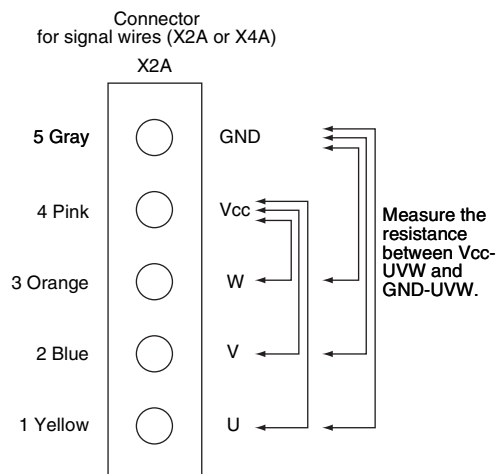 Connector
for signal wires (X2A or X4A)
X2A
5 Gray
GND
4 Pink
Vcc
3 Orange
W
2 Blue
V
1 Yellow
U
Measure the
resistance
between Vcc-
UVW and
GND-UVW.